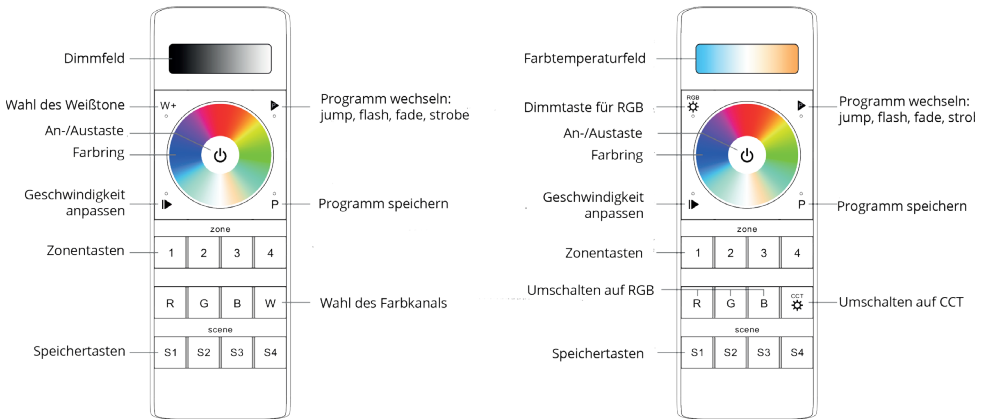 Dimmfeld
Wahl des Weißtone
W+
An-/Austaste
Farbring
Programm wechseln:
jump, flash, fade, strobe
Geschwindigkeit
anpassen
P
Programm speichern
zone
Zonentasten
1 2 3 4
R G B W
Wahl des Farbkanals
scene
Speichertasten
S1 S2 S3 S4
Farbtemperaturfeld
RGB
Dimmtaste für RGB
An-/Austaste
Farbring
Programm wechseln:
jump, flash, fade, strol
Geschwindigkeit
anpassen
P
Programm speichern
zone
Zonentasten
1 2 3 4
Umschalten auf RGB
R G B CCT
Umschalten auf CCT
scene
Speichertasten
S1 S2 S3 S4